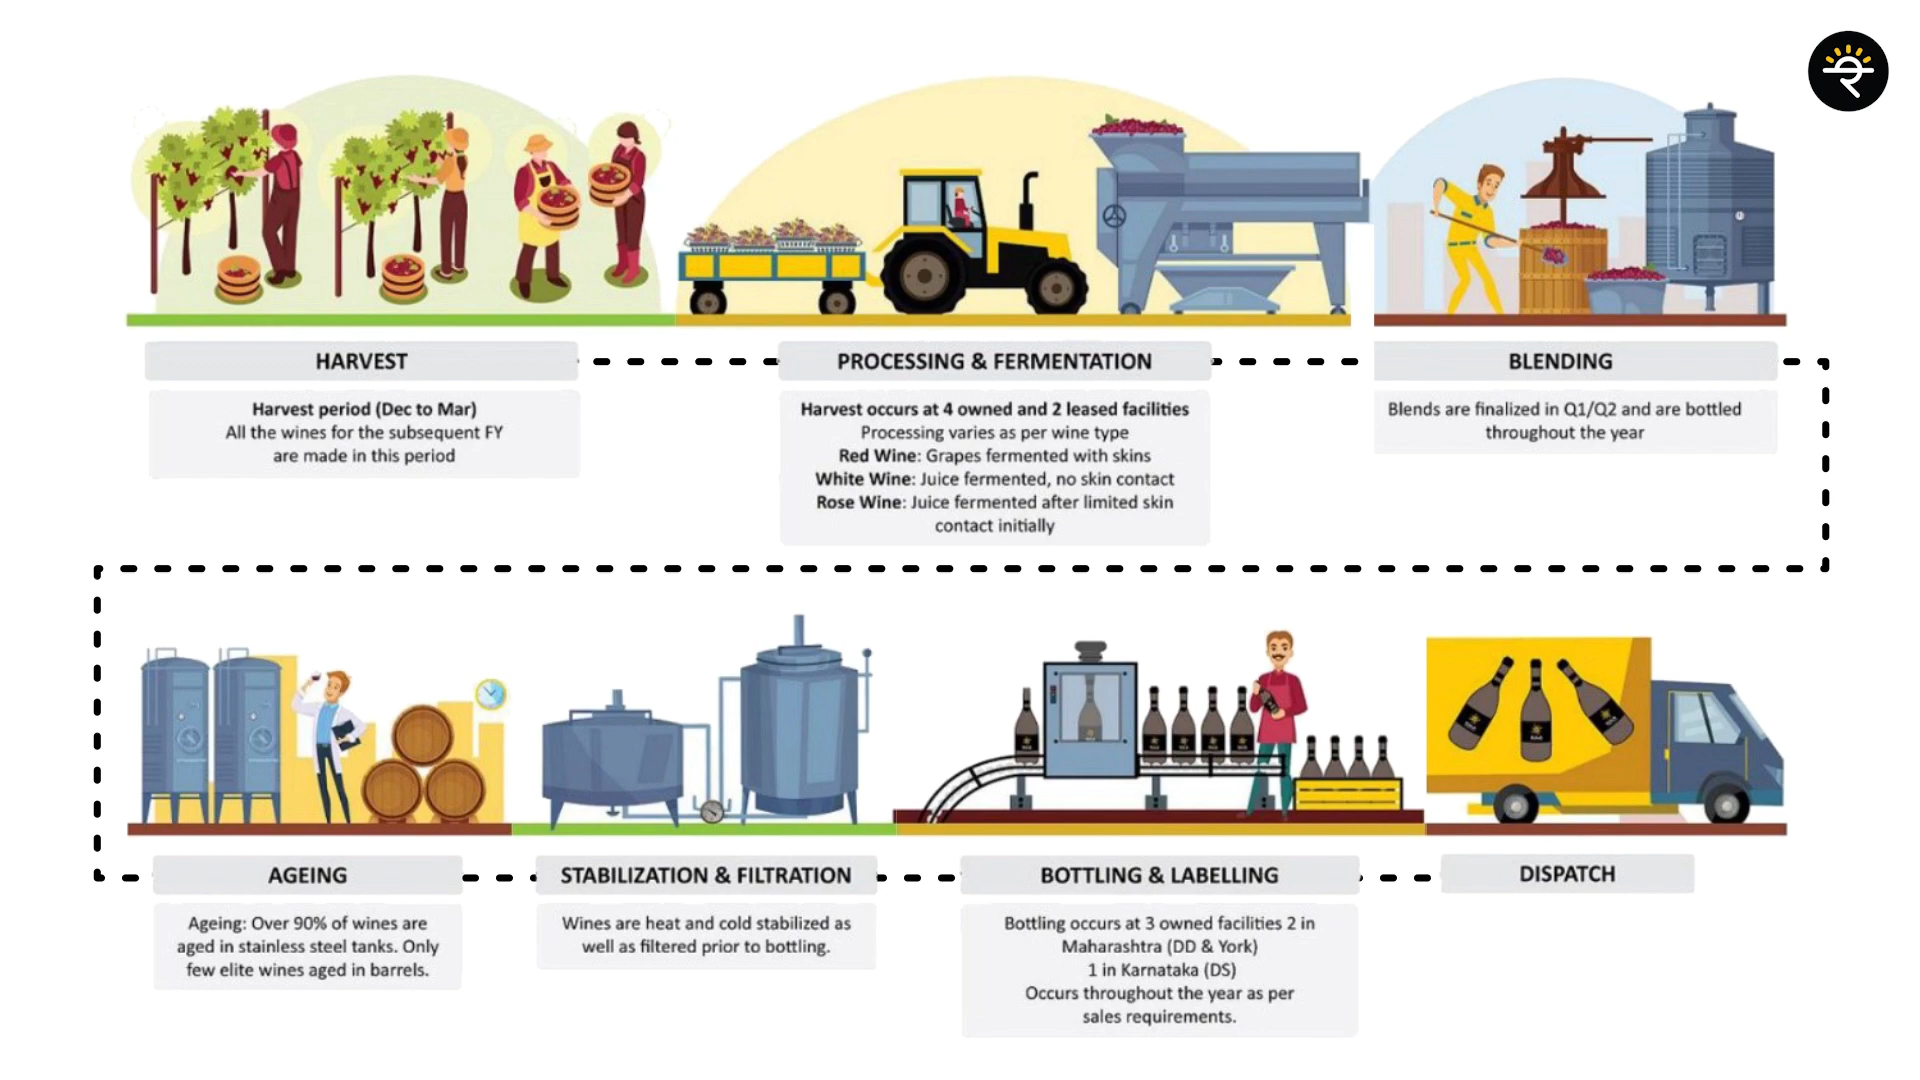 HARVEST
Harvest period (Dec to Mar)
All the wines for the subsequent FY
are made in this period
PROCESSING & FERMENTATION
Harvest occurs at 4 owned and 2 leased facilities
Processing varies as per wine type
Red Wine: Grapes fermented with skins
White Wine: Juice fermented, no skin contact
Rose Wine: Juice fermented after limited skin
contact initially
BLENDING
Blends are finalized in Q1/Q2 and are bottled
throughout the year
AGEING
Ageing: Over 90% of wines are
aged in stainless steel tanks. Only
few elite wines aged in barrels.
STABILIZATION & FILTRATION
Wines are heat and cold stabilized as
well as filtered prior to bottling.
BOTTLING & LABELLING
Bottling occurs at 3 owned facilities 2 in
Maharashtra (DD & York)
1 in Karnataka (DS)
Occurs throughout the year as per
sales requirements.
DISPATCH